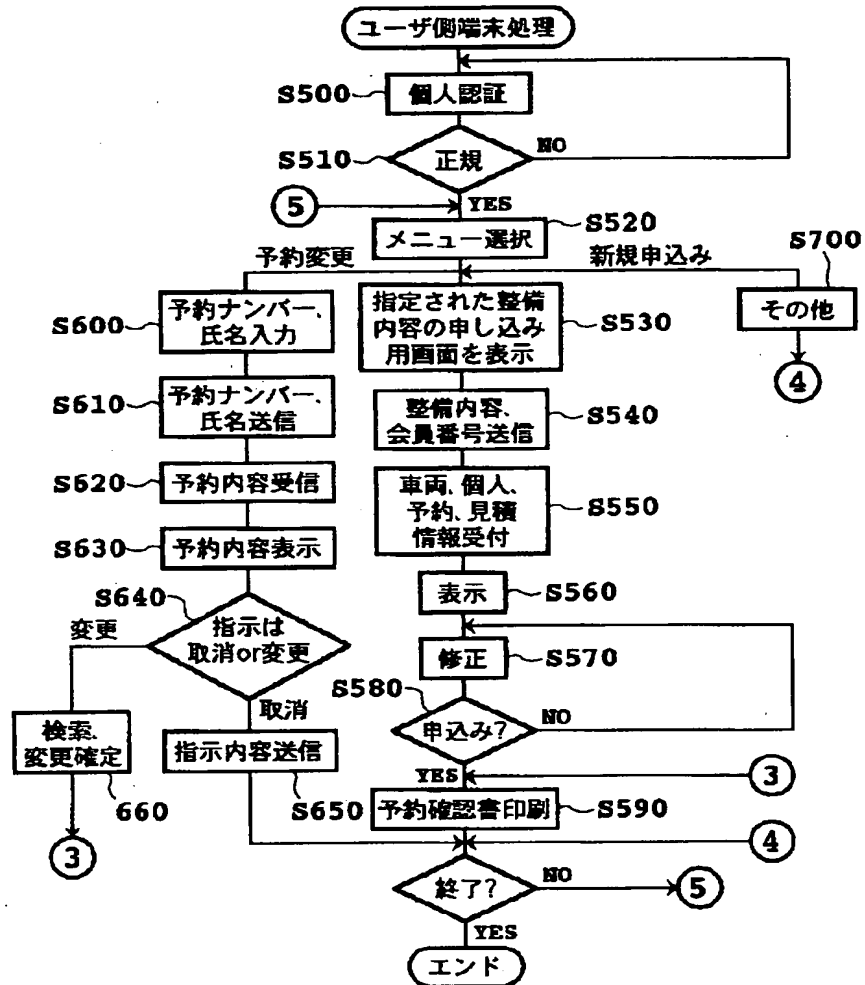 ユーザ側端末処理
S500
個人認証
S510
正規
NO
YES
5
S520
メニュー選択
予約変更
新規申込み
S700
その他
4
S600
予約ナンバー、
氏名入力
指定された整備
内容の申し込み
用画面を表示
S530
S610
予約ナンバー、
氏名送信
整備内容、
会員番号送信
S540
S620
予約内容受信
車両、個人、
予約、見積
情報受付
S550
S630
予約内容表示
表示
S560
S640
指示は
取消or変更
変更
取消
修正
S570
S580
申込み?
NO
YES
3
検索、
変更確定
660
3
指示内容送信
S650
予約確認書印刷
S590
4
終了?
NO
5
YES
エンド